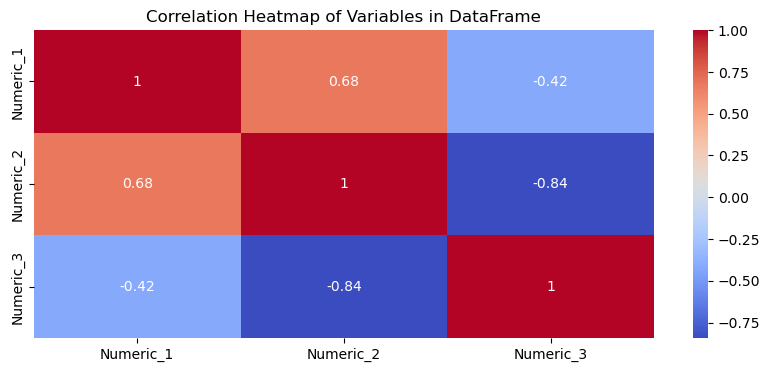 Correlation Heatmap of Variables in DataFrame
Numeric_1
1
0.68
-0.42
Numeric_2
0.68
1
-0.84
Numeric_3
-0.42
-0.84
1
Numeric_1
Numeric_2
Numeric_3
1.00
0.75
0.50
0.25
0.00
−0.25
−0.50
−0.75